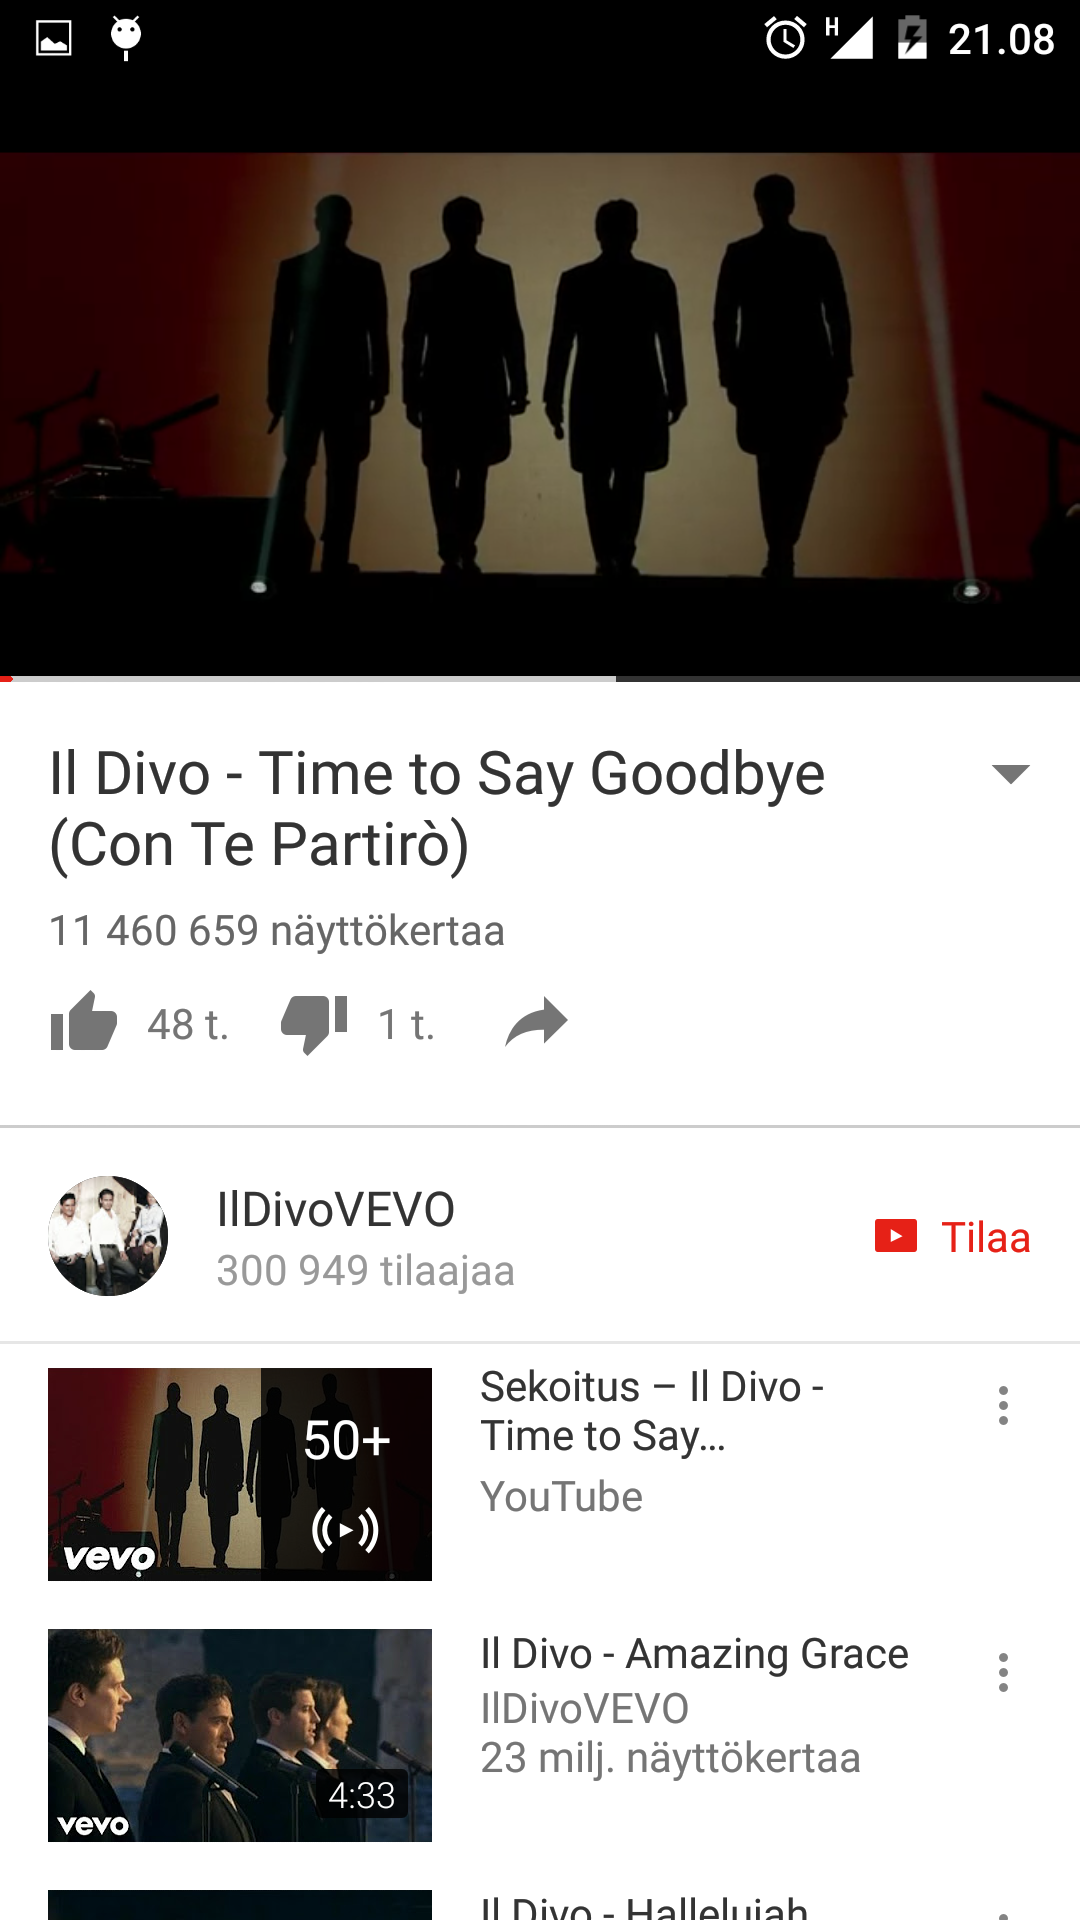 H 21.08
Il Divo - Time to Say Goodbye
(Con Te Partirò)
11 460 659 näyttökertaa
48 t. 1 t.
IlDivoVEVO
300 949 tilaajaa
Tilaa
50+
vevo
Sekoitus – Il Divo -
Time to Say...
YouTube
4:33
vevo
Il Divo - Amazing Grace
IlDivoVEVO
23 milj. näyttökertaa
Il Divo - Hallelujah